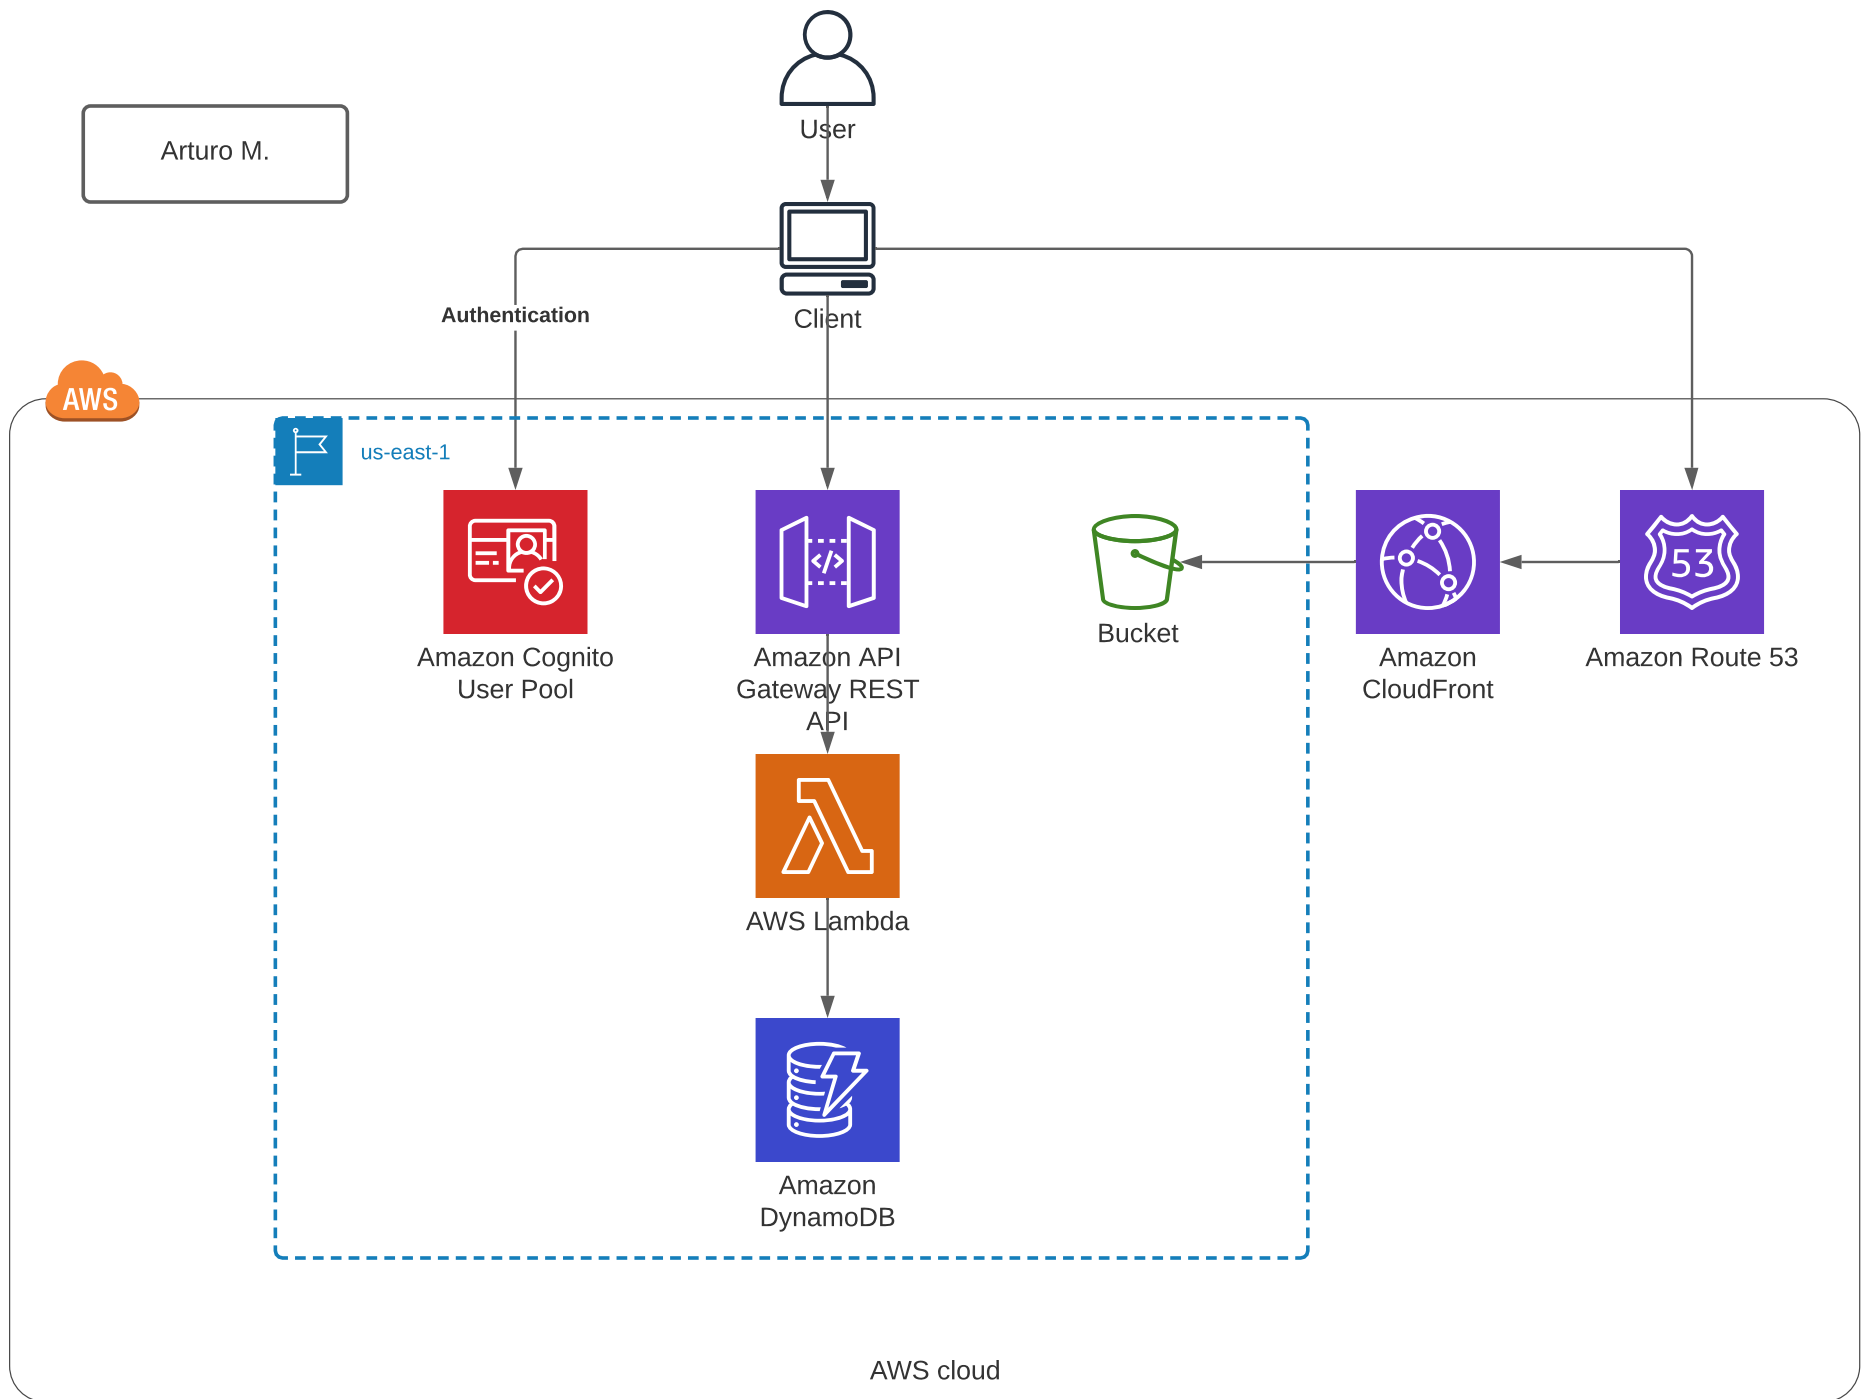 User
Arturo M.
Client
Authentication
AWS
us-east-1
53
Bucket
Amazon Cognito
User Pool
Amazon API
Gateway REST
API
Amazon
CloudFront
Amazon Route 53
AWS Lambda
Amazon
DynamoDB
AWS cloud